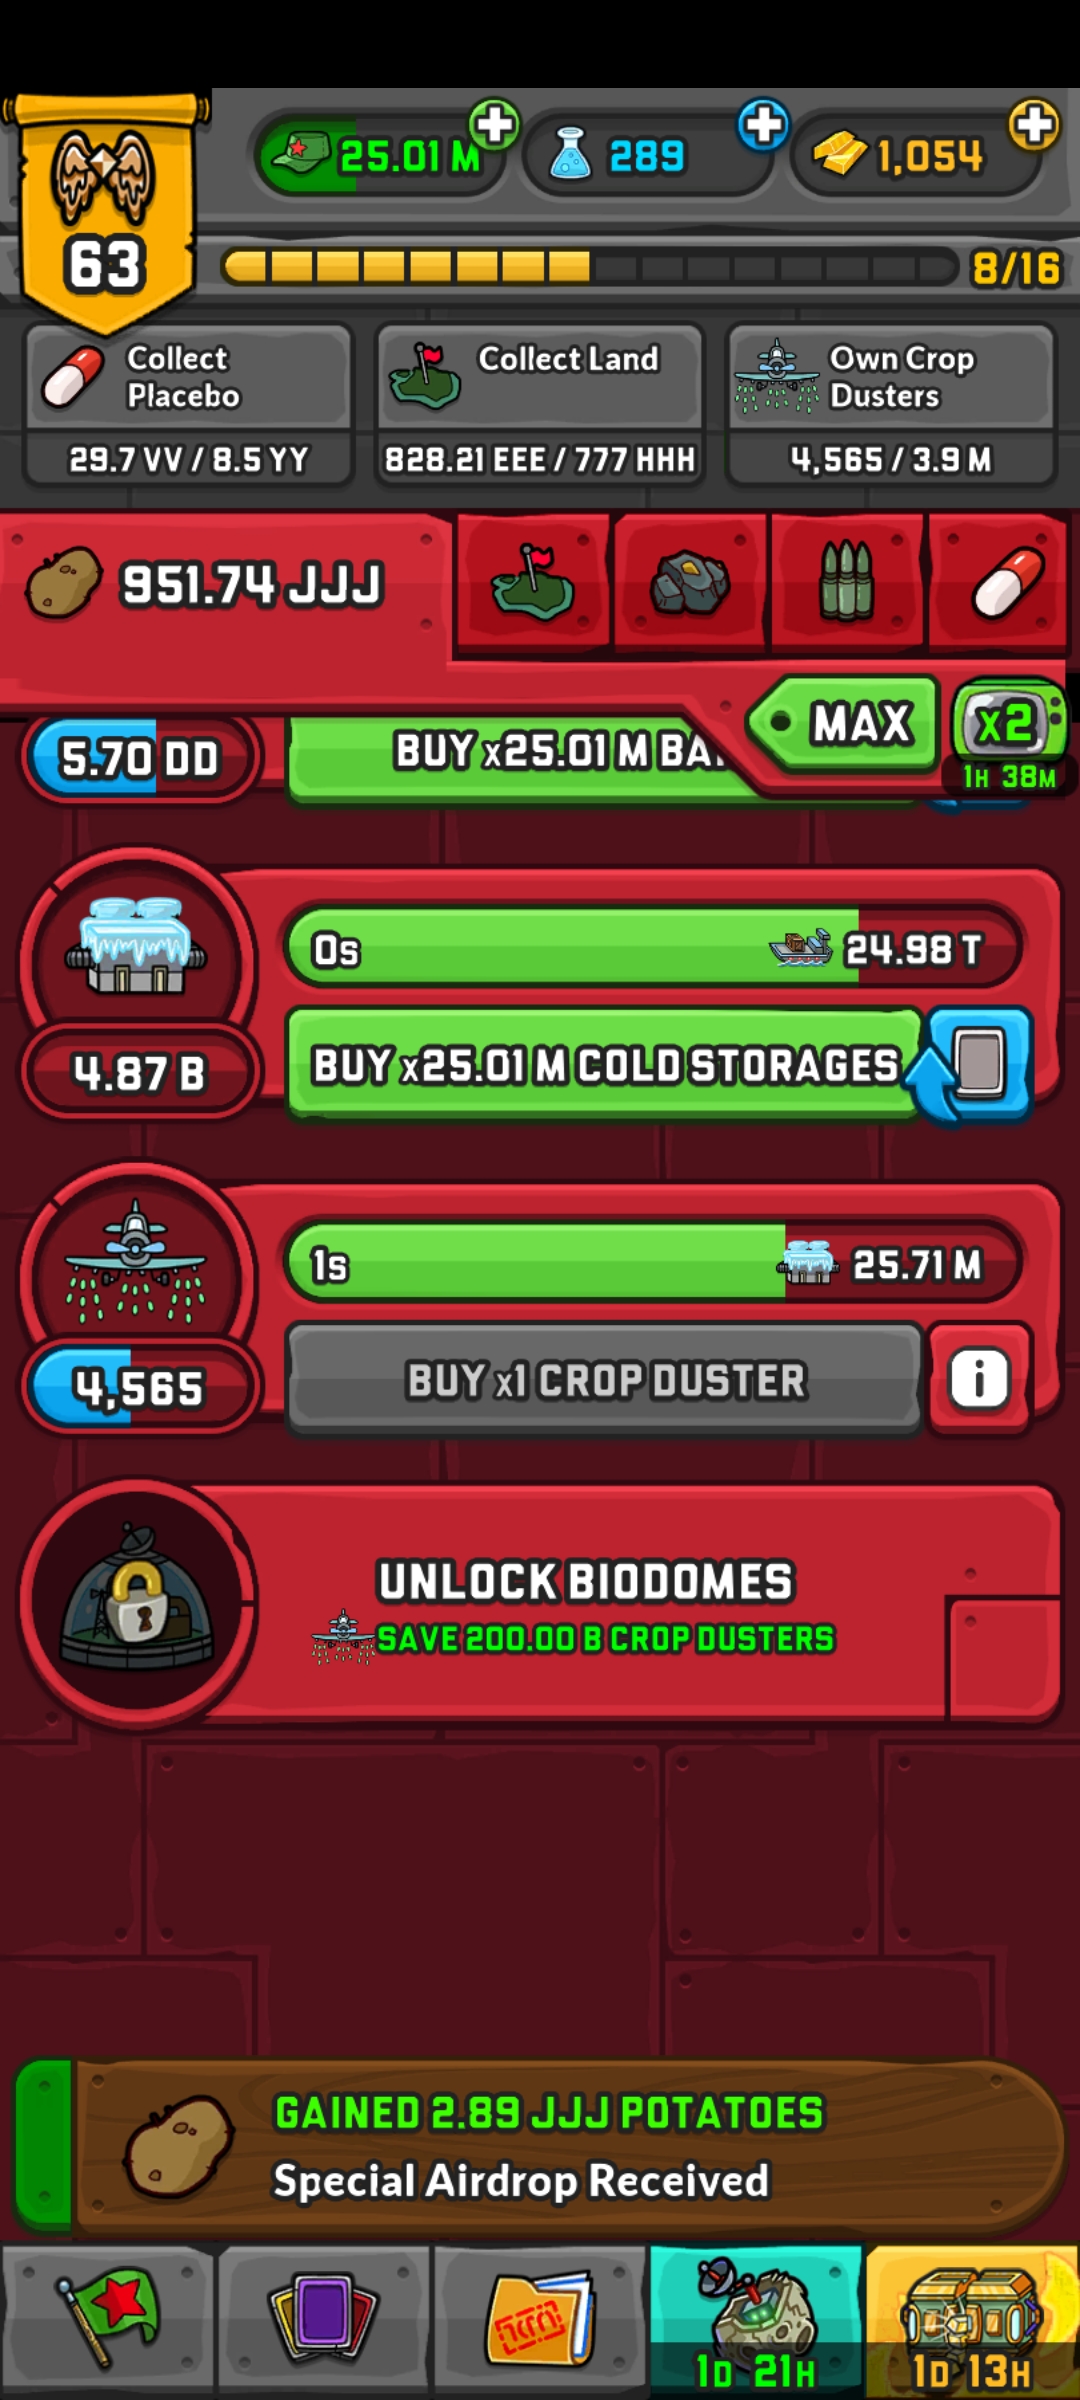 25.01 M
289
1,054
63
8/16
Collect
Placebo
Collect Land
Own Crop
Dusters
29.7 VV / 8.5 YY
828.21 EEE / 777 HHH
4,565 / 3.9 M
951.74 JJJ
MAX
x2
1H 38M
5.70 DD
BUY x25.01 M BA
0s
24.98 T
4.87 B
BUY x25.01 M COLD STORAGES
1s
25.71 M
4,565
BUY x1 CROP DUSTER
i
UNLOCK BIODOMES
SAVE 200.00 B CROP DUSTERS
GAINED 2.89 JJJ POTATOES
Special Airdrop Received
1D 21H
1D 13H